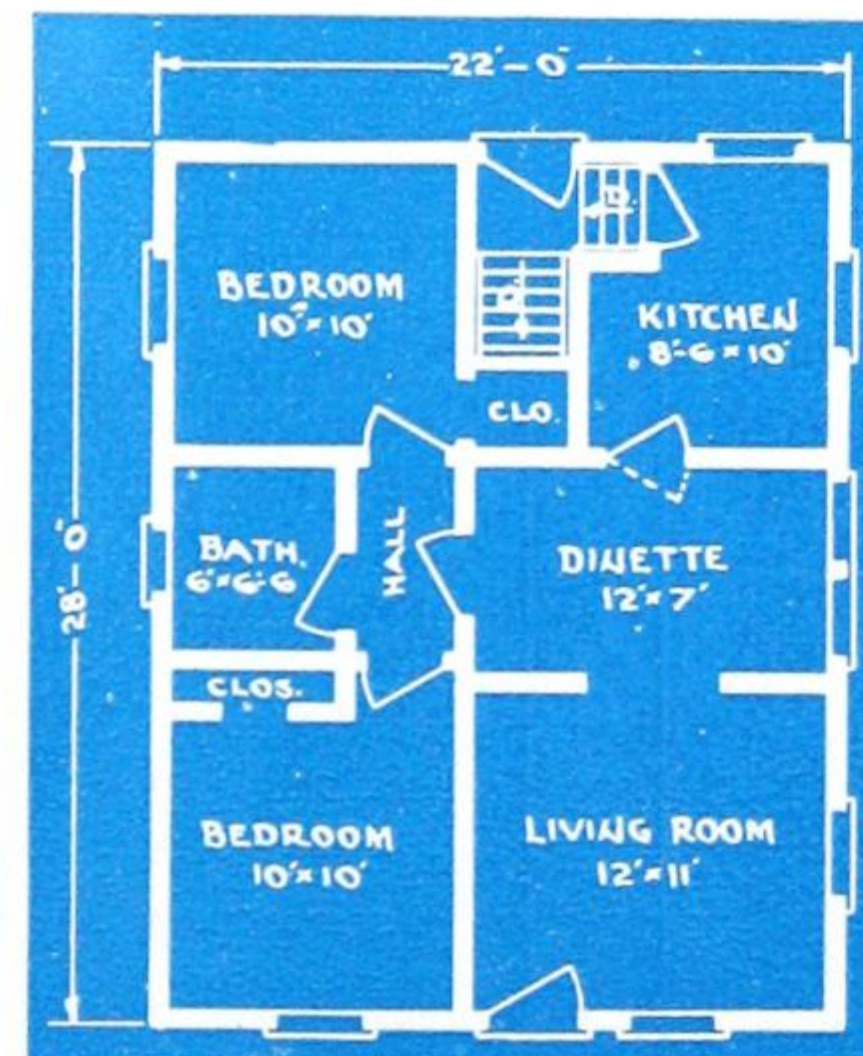 22'-0"
28'-0"
BEDROOM
10'×10'
D.
D.
KITCHEN
8'-6×10'
CLO.
BATH.
6'×6'-6
HALL
DINETTE
12'×7'
CLOS.
BEDROOM
10'×10'
LIVING ROOM
12'×11'